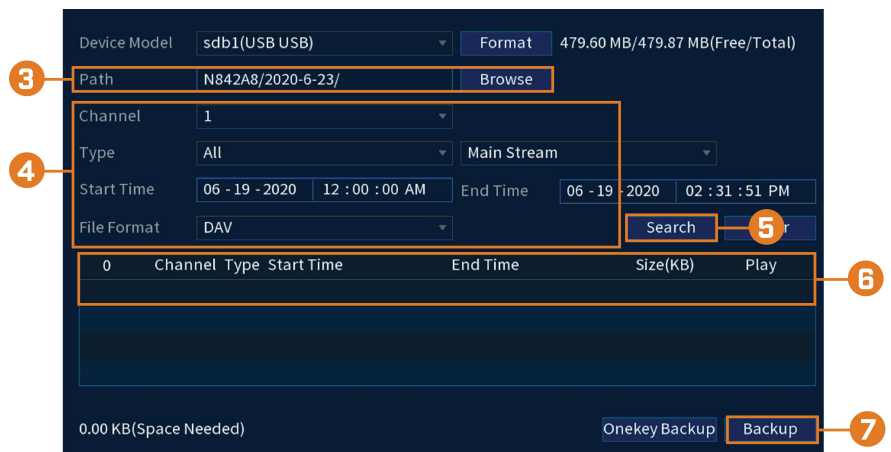 Device Model sdb1(USB USB) Format 479.60 MB/479.87 MB(Free/Total)
3 Path N842A8/2020-6-23/ Browse
Channel 1
4 Type All Main Stream
Start Time 06 - 19 - 2020 12 : 00 : 00 AM End Time 06 - 19 - 2020 02 : 31 : 51 PM
File Format DAV Search 5
0 Channel Type Start Time End Time Size(KB) Play
6
0.00 KB(Space Needed) Onekey Backup Backup 7